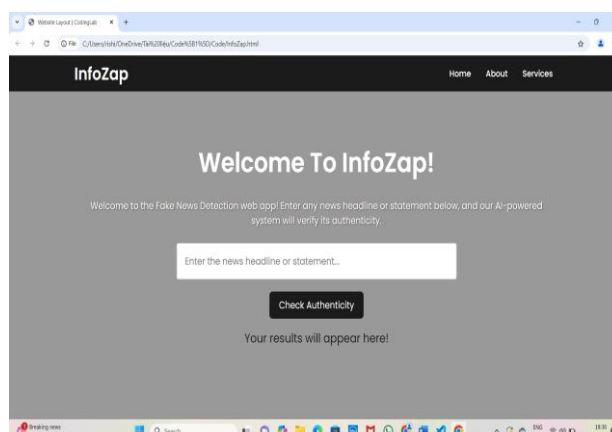 Website Layout | CodingLab
File C:/Users/rishi/OneDrive/Tài%20liệu/Code%5B1%5D/Code/InfoZap.html
InfoZap
Home About Services
Welcome To InfoZap!
Welcome to the Fake News Detection web app! Enter any news headline or statement below, and our AI-powered
system will verify its authenticity.
Enter the news headline or statement...
Check Authenticity
Your results will appear here!
Breaking news
Search
ENG
18:36